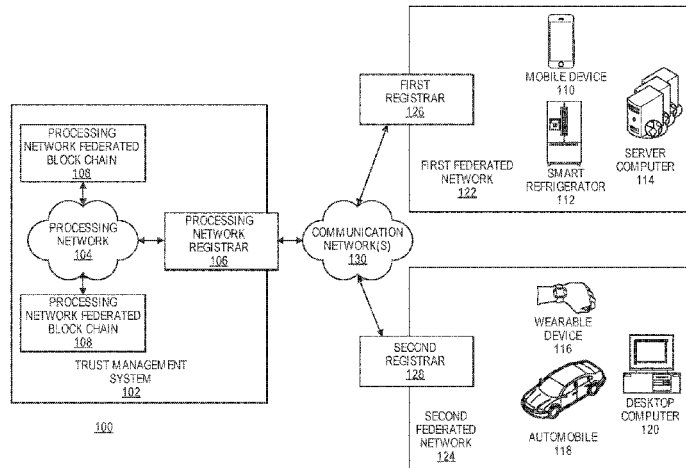 PROCESSING
NETWORK FEDERATED
BLOCK CHAIN
108
PROCESSING
NETWORK
104
PROCESSING
NETWORK FEDERATED
BLOCK CHAIN
108
TRUST MANAGEMENT
SYSTEM
102
PROCESSING
NETWORK
REGISTRAR
106
COMMUNICATION
NETWORK(S)
130
FIRST
REGISTRAR
126
MOBILE DEVICE
110
SMART
REFRIGERATOR
112
SERVER
COMPUTER
114
FIRST FEDERATED
NETWORK
122
SECOND
REGISTRAR
128
WEARABLE
DEVICE
116
AUTOMOBILE
118
DESKTOP
COMPUTER
120
SECOND
FEDERATED
NETWORK
124
100